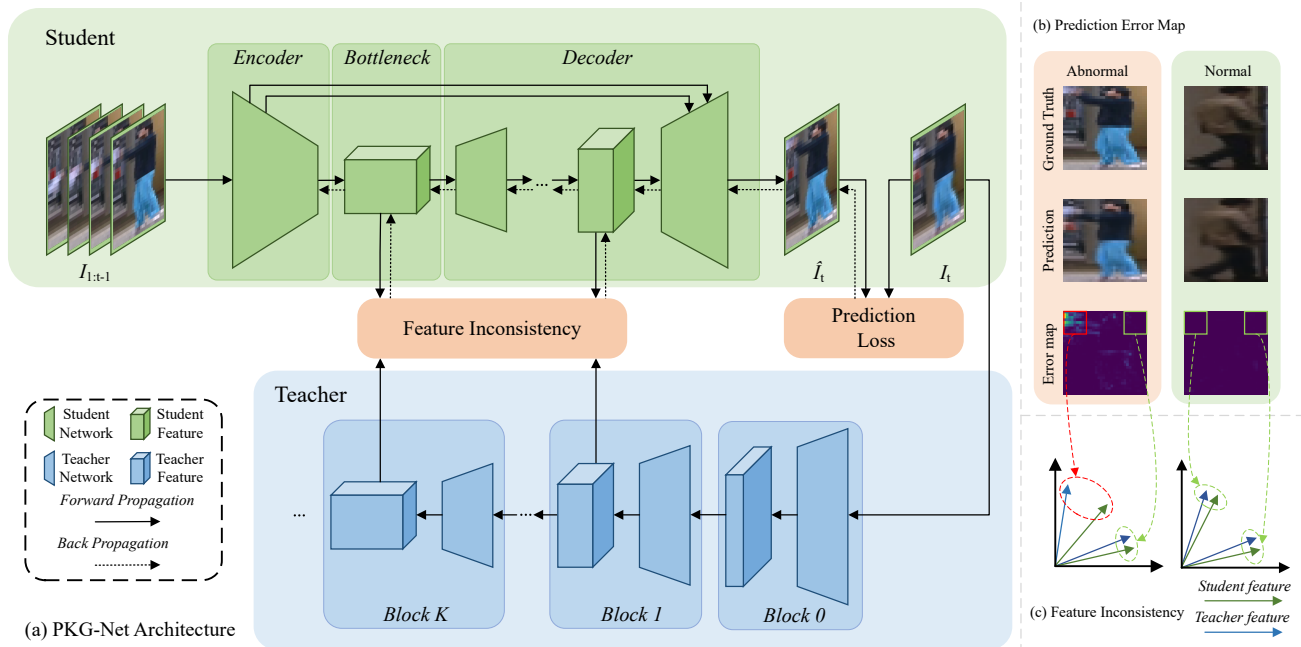 Student
Encoder
Bottleneck
Decoder
I1:t-1
Ît
It
Feature Inconsistency
Prediction
Loss
Teacher
Student
Network
Student
Feature
Teacher
Network
Teacher
Feature
Forward Propagation
Back Propagation
...
...
...
Block K
Block 1
Block 0
(a) PKG-Net Architecture
(b) Prediction Error Map
Abnormal
Normal
Ground Truth
Prediction
Error map
Student feature
(c) Feature Inconsistency
Teacher feature